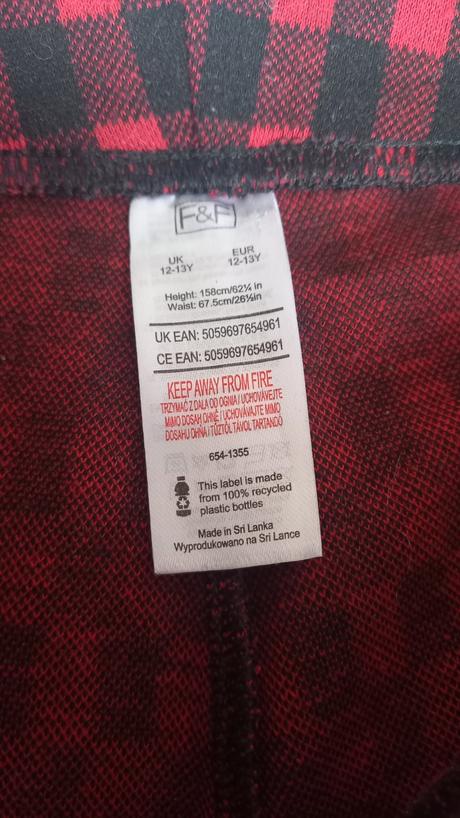 F&F
UK EUR
12-13Y 12-13Y
Height: 158cm/62¼ in
Waist: 67.5cm/26½in
UK EAN: 5059697654961
CE EAN: 5059697654961
KEEP AWAY FROM FIRE
TRZYMAĆ Z DALA OD OGNIA / UCHOVÁVEJTE
MIMO DOSAH OHNĚ / UCHOVÁVAJTE MIMO
DOSAHU OHŇA / TŰZTŐL TÁVOL TARTANDÓ
654-1355
This label is made
from 100% recycled
plastic bottles
Made in Sri Lanka
Wyprodukowano na Sri Lance